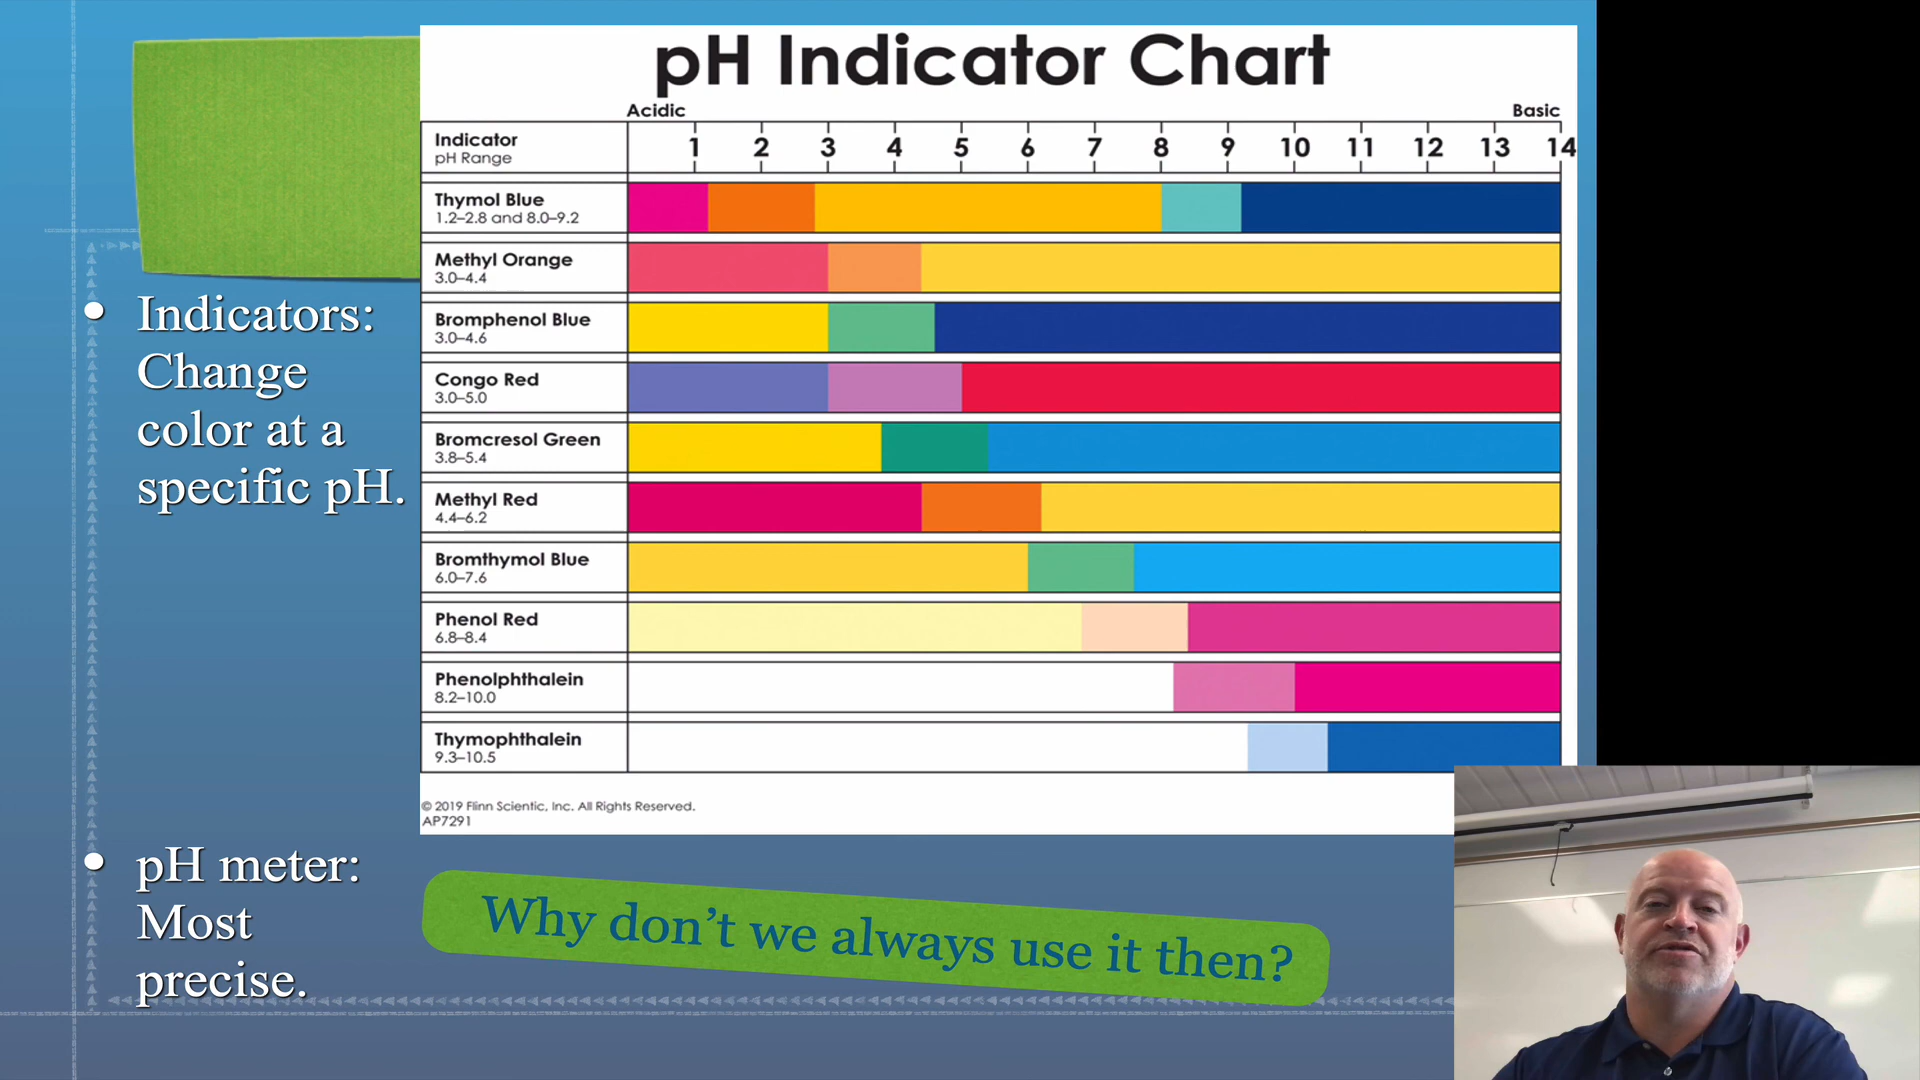 pH Indicator Chart
Acidic
Basic
Indicator
pH Range
1 2 3 4 5 6 7 8 9 10 11 12 13 14
Thymol Blue
1.2–2.8 and 8.0–9.2
Methyl Orange
3.0–4.4
Bromphenol Blue
3.0–4.6
Congo Red
3.0–5.0
Bromcresol Green
3.8–5.4
Methyl Red
4.4–6.2
Bromthymol Blue
6.0–7.6
Phenol Red
6.8–8.4
Phenolphthalein
8.2–10.0
Thymophthalein
9.3–10.5
© 2019 Flinn Scientic, Inc. All Rights Reserved.
AP7291
• Indicators:
Change
color at a
specific pH.
• pH meter:
Most
precise.
Why don’t we always use it then?